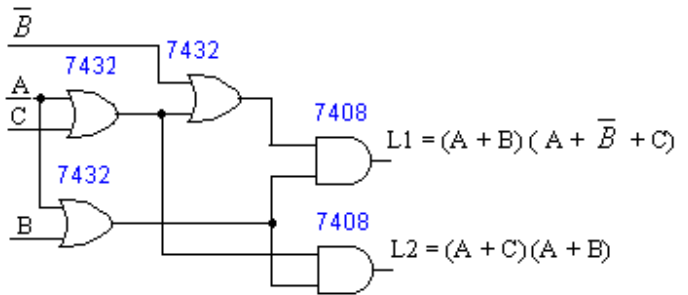 B̅
7432
7432
A
C
7408
L1 = (A + B) ( A + B̅ + C)
7432
B
7408
L2 = (A + C) (A + B)